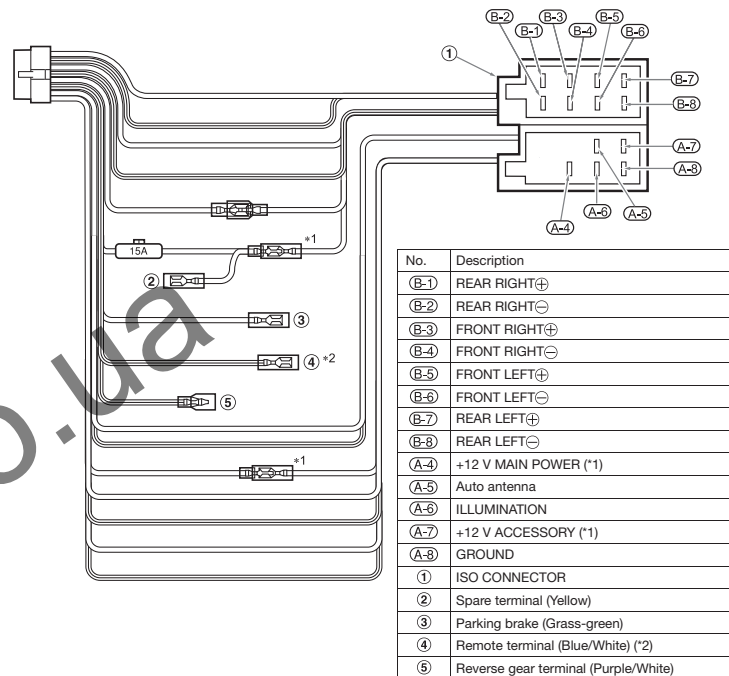 B-2
B-3
B-5
B-1
B-4
B-6
1
B-7
B-8
A-7
A-8
A-6
A-5
A-4
*1
15A
2
3
4 *2
5
*1
o.ua
No. Description
B-1 REAR RIGHT⊕
B-2 REAR RIGHT⊖
B-3 FRONT RIGHT⊕
B-4 FRONT RIGHT⊖
B-5 FRONT LEFT⊕
B-6 FRONT LEFT⊖
B-7 REAR LEFT⊕
B-8 REAR LEFT⊖
A-4 +12 V MAIN POWER (*1)
A-5 Auto antenna
A-6 ILLUMINATION
A-7 +12 V ACCESSORY (*1)
A-8 GROUND
1 ISO CONNECTOR
2 Spare terminal (Yellow)
3 Parking brake (Grass-green)
4 Remote terminal (Blue/White) (*2)
5 Reverse gear terminal (Purple/White)